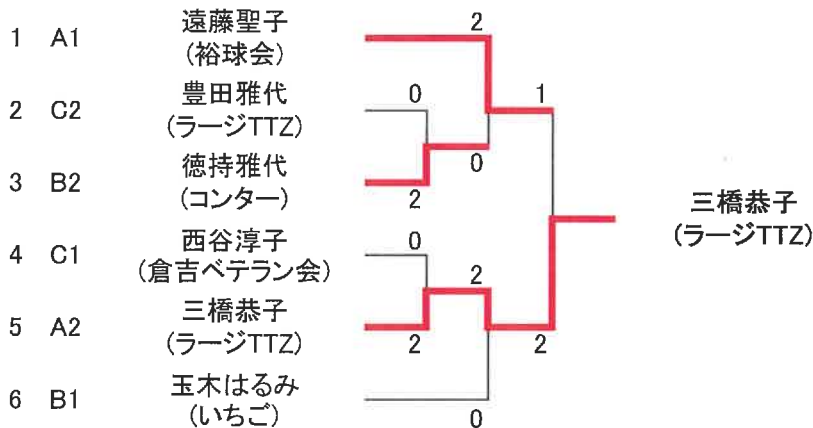 1 A1 遠藤聖子
(裕球会)
2
2 C2 豊田雅代
(ラージTTZ)
0
1
3 B2 徳持雅代
(コンター)
2
0
三橋恭子
(ラージTTZ)
4 C1 西谷淳子
(倉吉ベテラン会)
0
2
5 A2 三橋恭子
(ラージTTZ)
2
2
6 B1 玉木はるみ
(いちご)
0